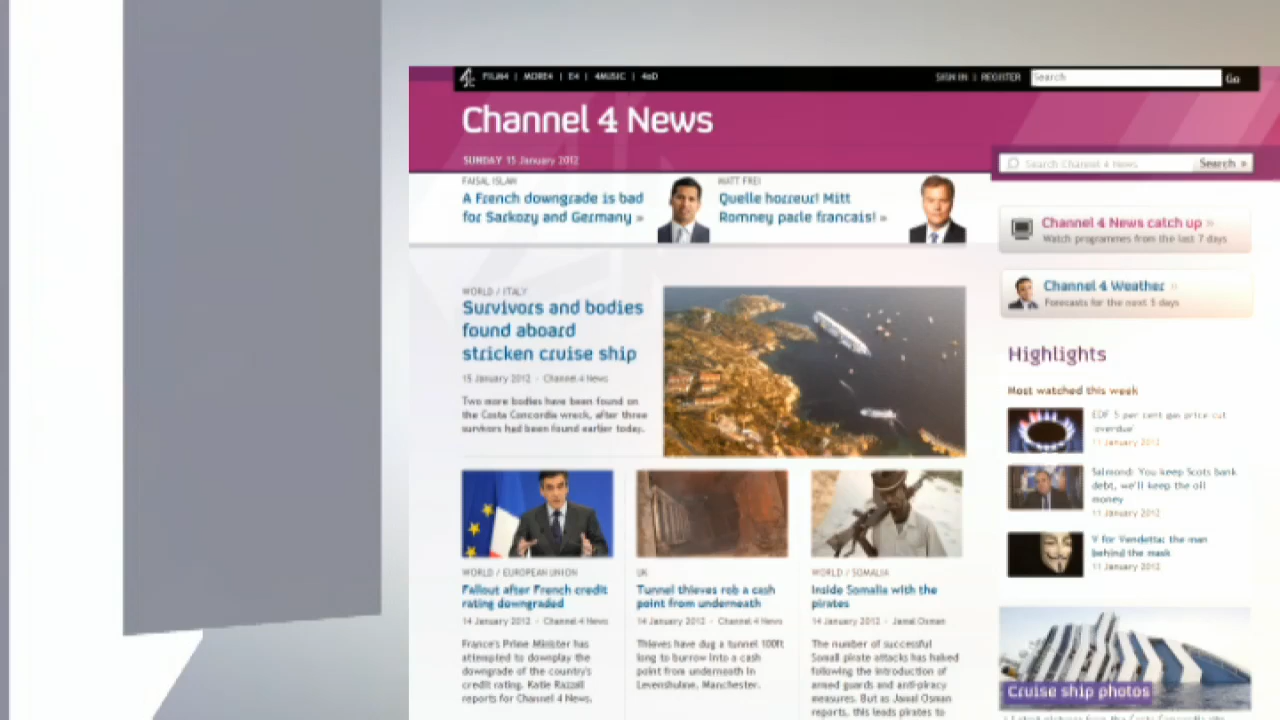 FILM4 | MORE4 | E4 | 4MUSIC | 4oD
SIGN IN | REGISTER
Search
Go
Channel 4 News
SUNDAY 15 January 2012
Search Channel 4 News
Search »
FAISAL ISLAM
A French downgrade is bad
for Sarkozy and Germany »
MATT FREI
Quelle horreur! Mitt
Romney parle francais! »
Channel 4 News catch up »
Watch programmes from the last 7 days
Channel 4 Weather »
Forecasts for the next 5 days
WORLD / ITALY
Survivors and bodies
found aboard
stricken cruise ship
15 January 2012 - Channel 4 News
Two more bodies have been found on
the Costa Concordia wreck, after three
survivors had been found earlier today.
Highlights
Most watched this week
EDF 5 per cent gas price cut
'overdue'
11 January 2012
Salmond: You keep Scots bank
debt, we'll keep the oil
money
11 January 2012
V for Vendetta: the man
behind the mask
11 January 2012
WORLD / EUROPEAN UNION
Fallout after French credit
rating downgraded
14 January 2012 - Channel 4 News
France's Prime Minister has
attempted to downplay the
downgrade of the country's
credit rating. Katie Razzall
reports for Channel 4 News.
UK
Tunnel thieves rob a cash
point from underneath
14 January 2012 - Channel 4 News
Thieves have dug a tunnel 100ft
long to burrow into a cash
point from underneath in
Levenshulme, Manchester.
WORLD / SOMALIA
Inside Somalia with the
pirates
14 January 2012 - Jamal Osman
The number of successful
Somali pirate attacks has halved
following the introduction of
armed guards and anti-piracy
measures. But as Jamal Osman
reports, this leads pirates to
Cruise ship photos